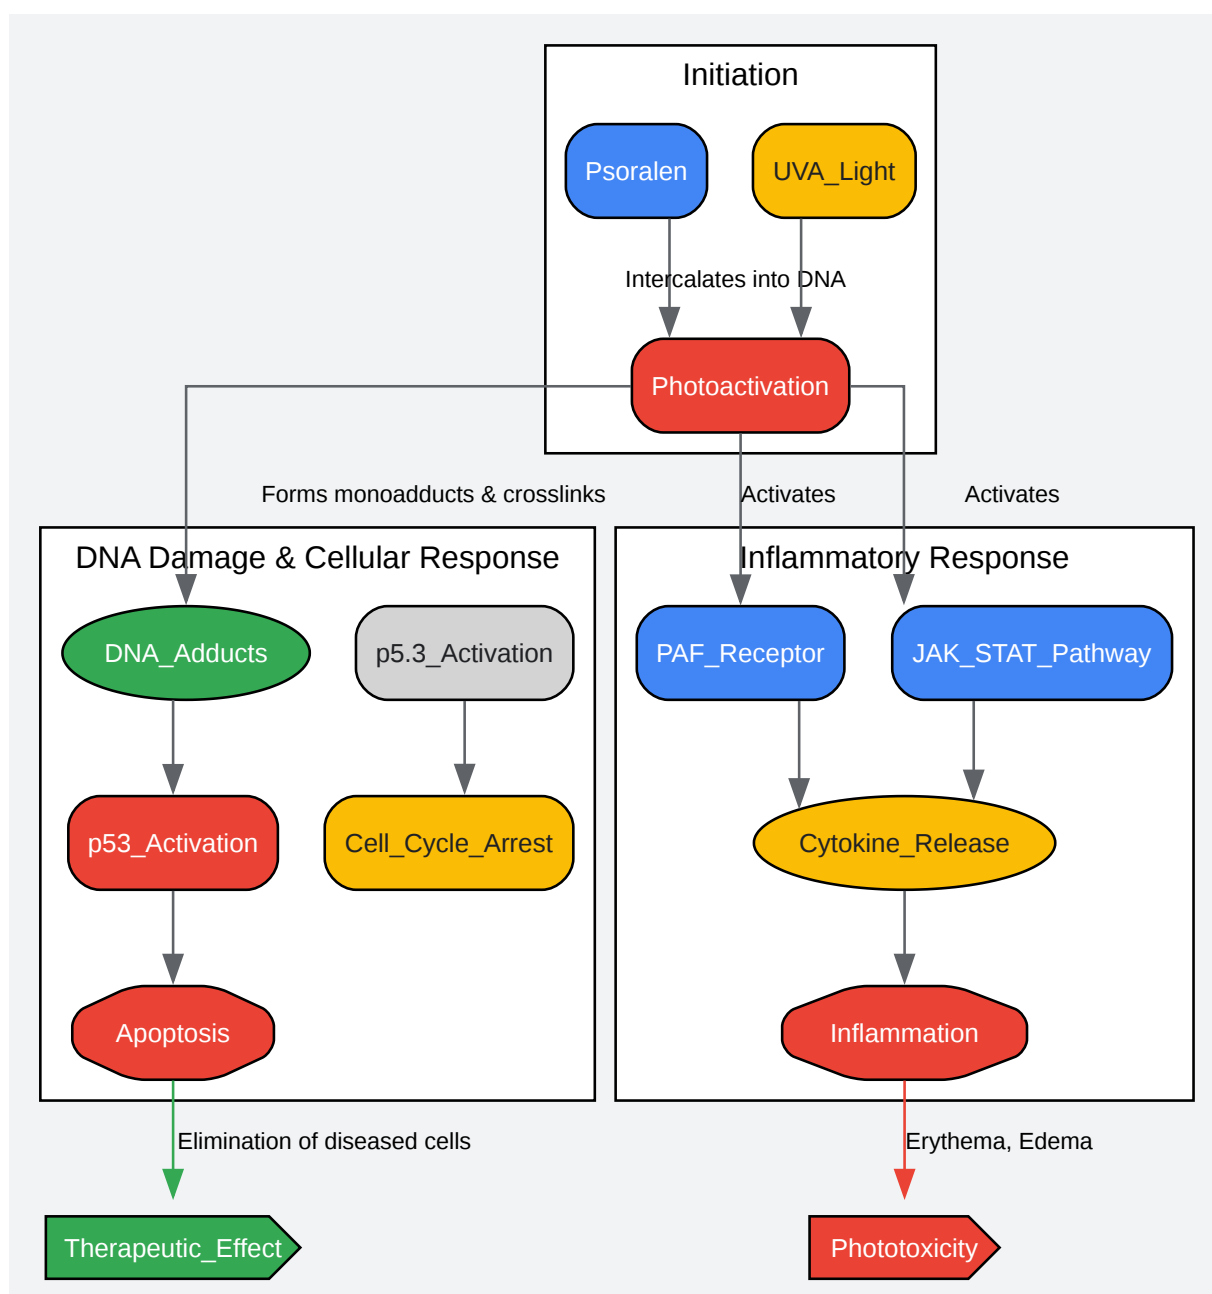 Initiation
Psoralen
UVA_Light
Intercalates into DNA
Photoactivation
Forms monoadducts & crosslinks
Activates
Activates
DNA Damage & Cellular Response
Inflammatory Response
DNA_Adducts
p5.3_Activation
PAF_Receptor
JAK_STAT_Pathway
p53_Activation
Cell_Cycle_Arrest
Cytokine_Release
Apoptosis
Inflammation
Elimination of diseased cells
Erythema, Edema
Therapeutic_Effect
Phototoxicity